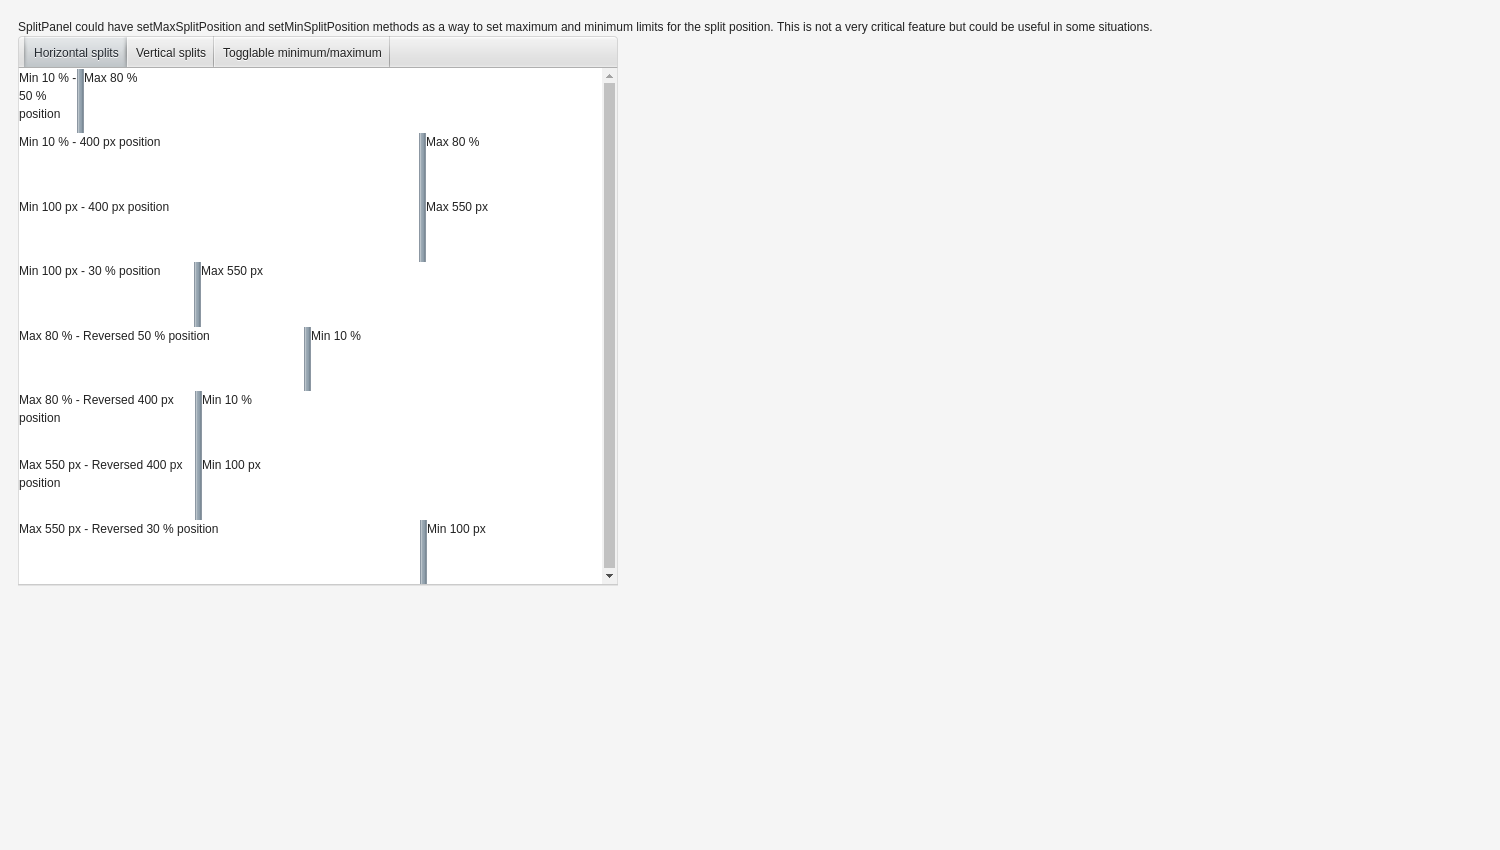 SplitPanel could have setMaxSplitPosition and setMinSplitPosition methods as a way to set maximum and minimum limits for the split position. This is not a very critical feature but could be useful in some situations.
Horizontal splits Vertical splits Togglable minimum/maximum
Min 10 % - Max 80 %
50 %
position
Min 10 % - 400 px position Max 80 %
Min 100 px - 400 px position Max 550 px
Min 100 px - 30 % position Max 550 px
Max 80 % - Reversed 50 % position Min 10 %
Max 80 % - Reversed 400 px Min 10 %
position
Max 550 px - Reversed 400 px Min 100 px
position
Max 550 px - Reversed 30 % position Min 100 px